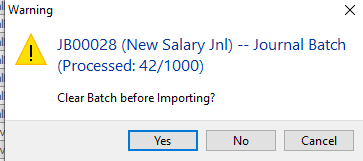 Warning
JB00028 (New Salary Jnl) -- Journal Batch
(Processed: 42/1000)
Clear Batch before Importing?
Yes No Cancel